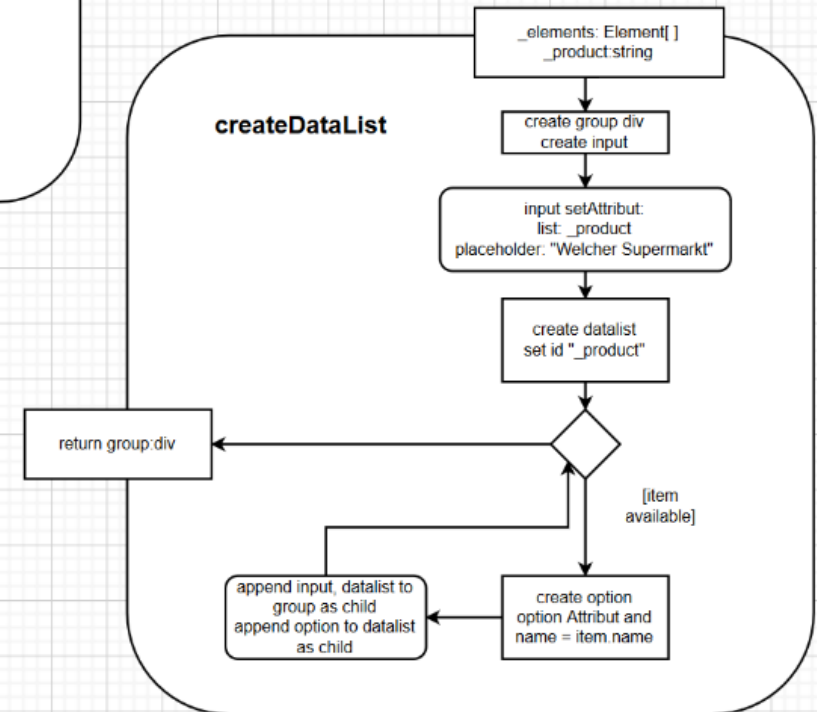 _elements: Element[ ]
_product:string
createDataList
create group div
create input
input setAttribut:
list: _product
placeholder: "Welcher Supermarkt"
create datalist
set id "_product"
return group:div
[item
available]
create option
option Attribut and
name = item.name
append input, datalist to
group as child
append option to datalist
as child